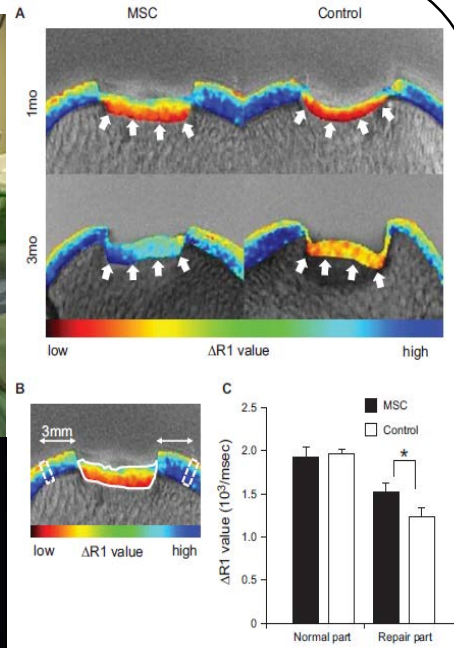 A
MSC
Control
1mo
3mo
low
ΔR1 value
high
B
3mm
low
ΔR1 value
high
C
MSC
Control
ΔR1 value (10³/msec)
2.5
2.0
1.5
1.0
0.5
0
*
Normal part
Repair part